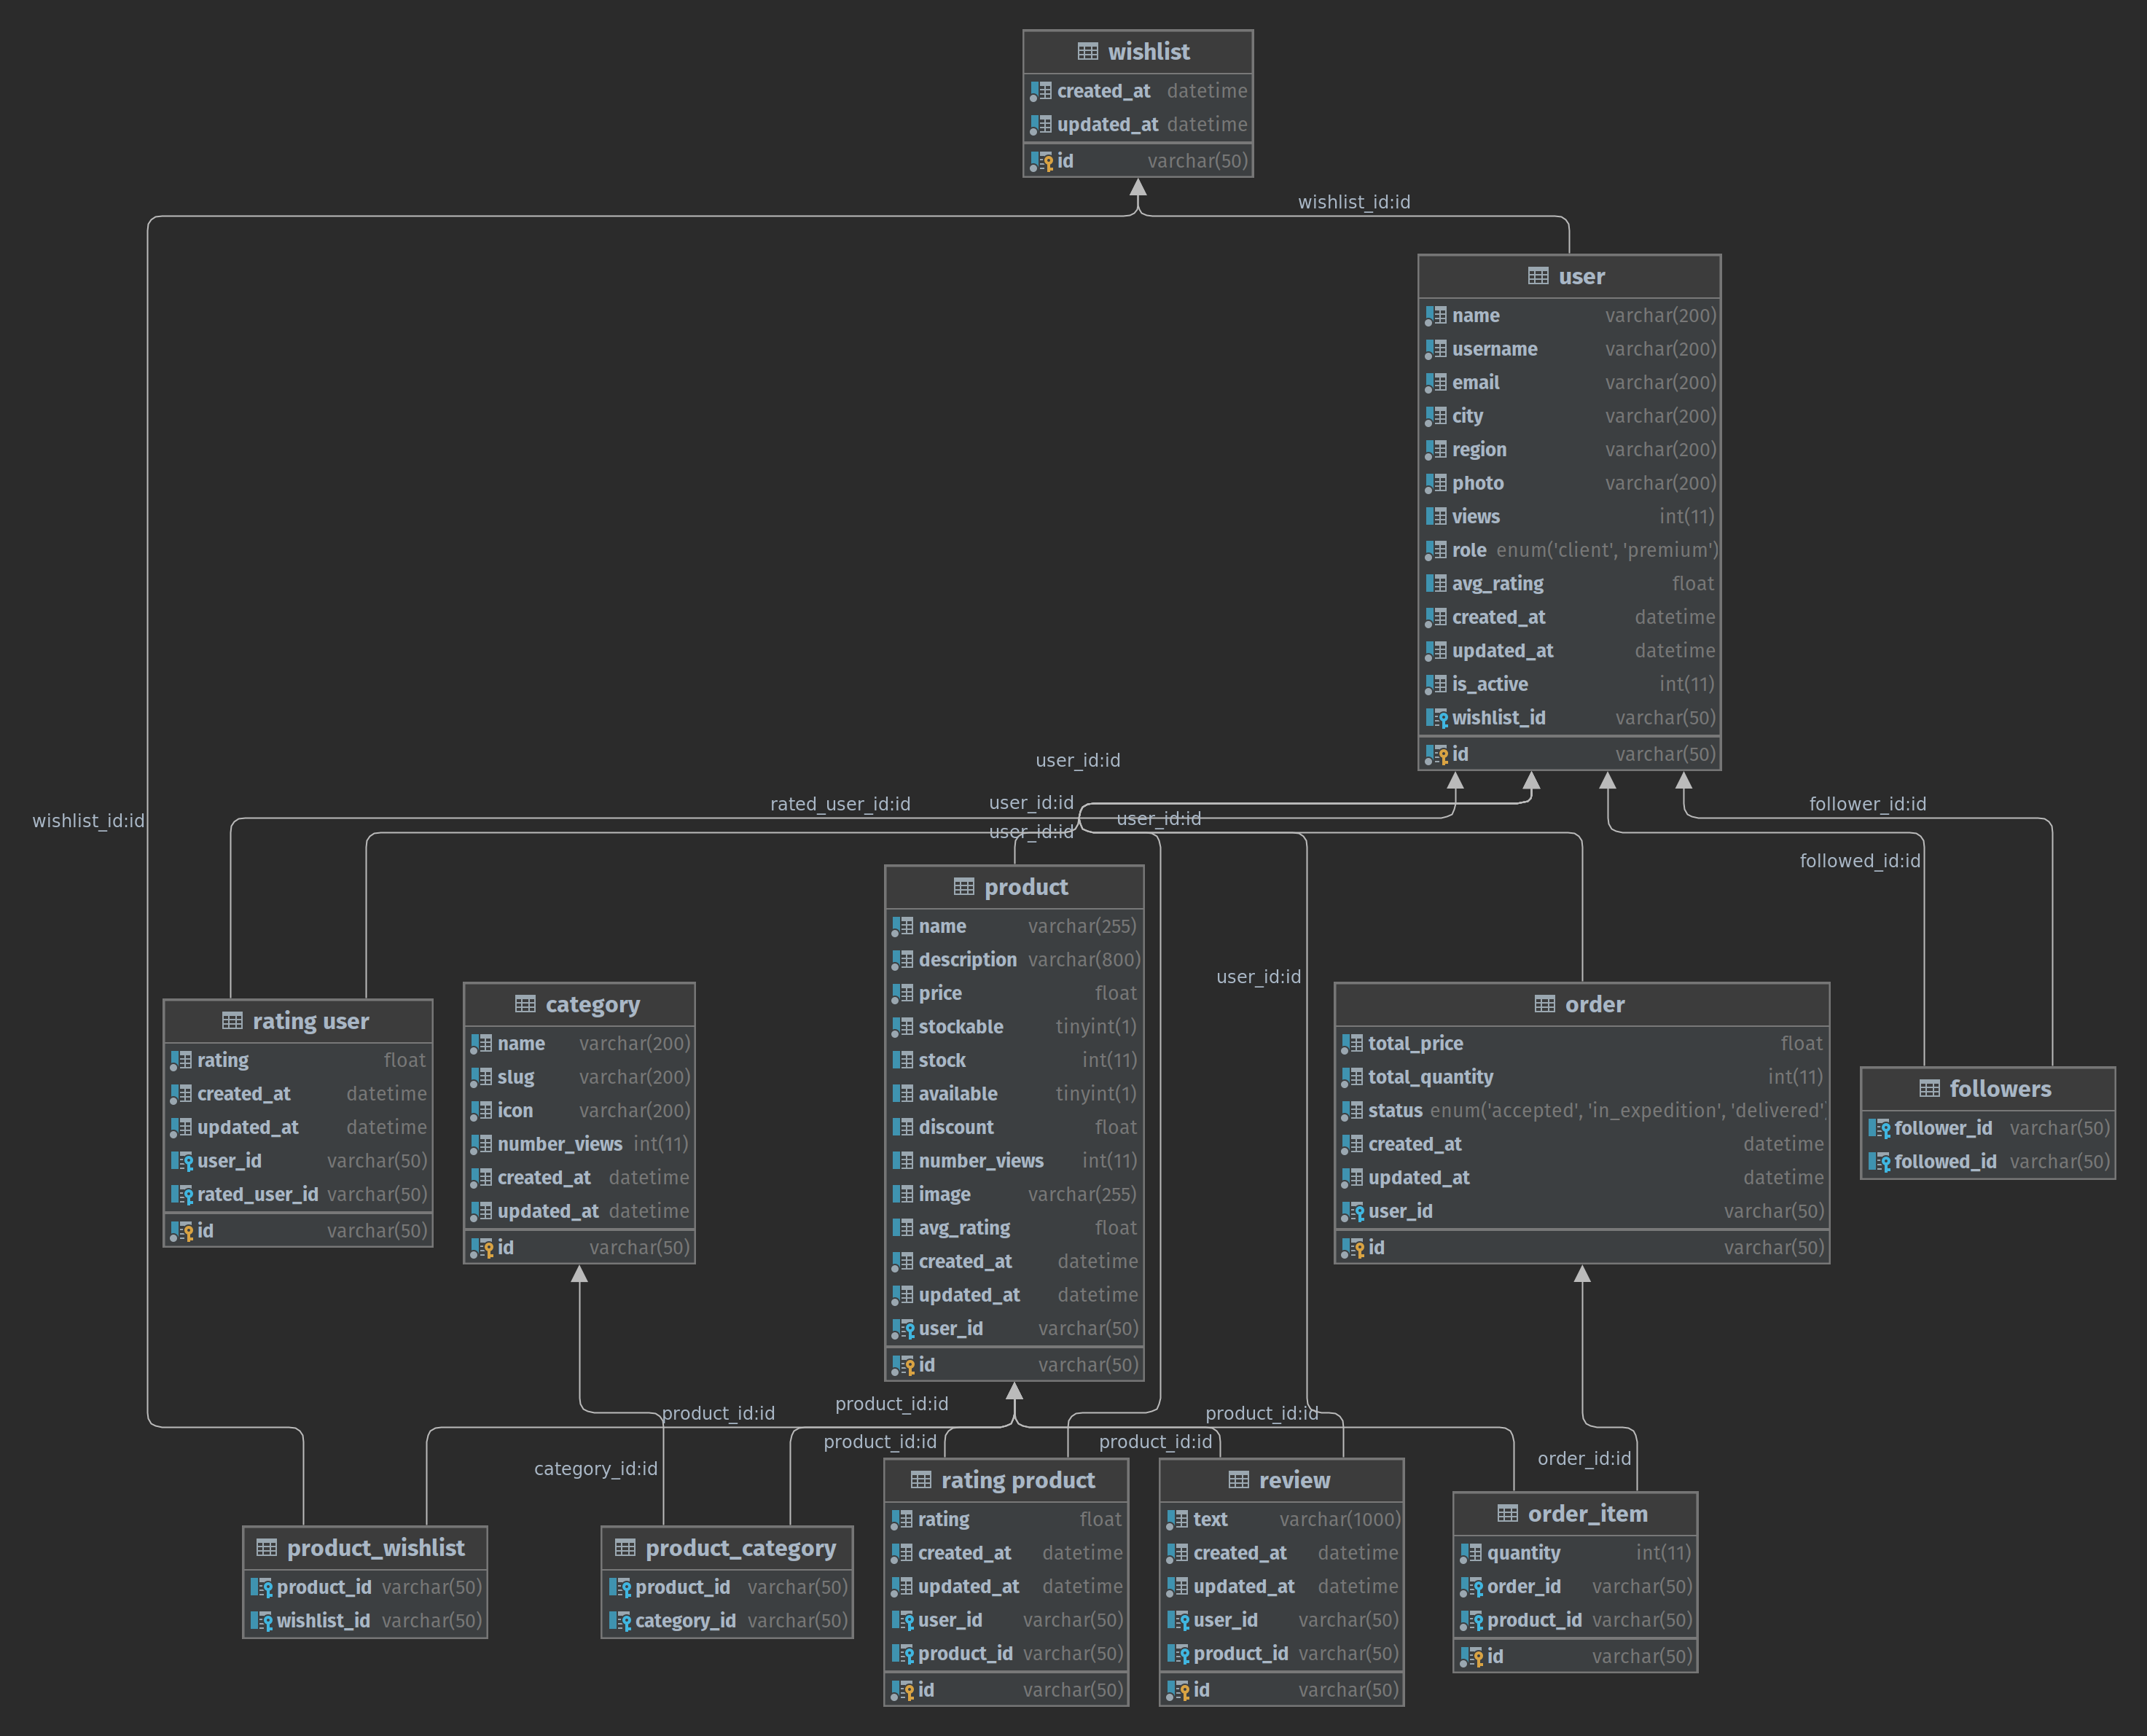 wishlist
created_at datetime
updated_at datetime
id varchar(50)
wishlist_id:id
user
name varchar(200)
username varchar(200)
email varchar(200)
city varchar(200)
region varchar(200)
photo varchar(200)
views int(11)
role enum('client', 'premium')
avg_rating float
created_at datetime
updated_at datetime
is_active int(11)
wishlist_id varchar(50)
id varchar(50)
user_id:id
rated_user_id:id
user_id:id
user_id:id
user_id:id
follower_id:id
wishlist_id:id
followed_id:id
product
name varchar(255)
description varchar(800)
price float
stockable tinyint(1)
stock int(11)
available tinyint(1)
discount float
number_views int(11)
image varchar(255)
avg_rating float
created_at datetime
updated_at datetime
user_id varchar(50)
id varchar(50)
user_id:id
rating user
rating float
created_at datetime
updated_at datetime
user_id varchar(50)
rated_user_id varchar(50)
id varchar(50)
category
name varchar(200)
slug varchar(200)
icon varchar(200)
number_views int(11)
created_at datetime
updated_at datetime
id varchar(50)
order
total_price float
total_quantity int(11)
status enum('accepted', 'in_expedition', 'delivered'
created_at datetime
updated_at datetime
user_id varchar(50)
id varchar(50)
followers
follower_id varchar(50)
followed_id varchar(50)
product_id:id
product_id:id
product_id:id
product_id:id
product_id:id
category_id:id
order_id:id
product_wishlist
product_id varchar(50)
wishlist_id varchar(50)
product_category
product_id varchar(50)
category_id varchar(50)
rating product
rating float
created_at datetime
updated_at datetime
user_id varchar(50)
product_id varchar(50)
id varchar(50)
review
text varchar(1000)
created_at datetime
updated_at datetime
user_id varchar(50)
product_id varchar(50)
id varchar(50)
order_item
quantity int(11)
order_id varchar(50)
product_id varchar(50)
id varchar(50)